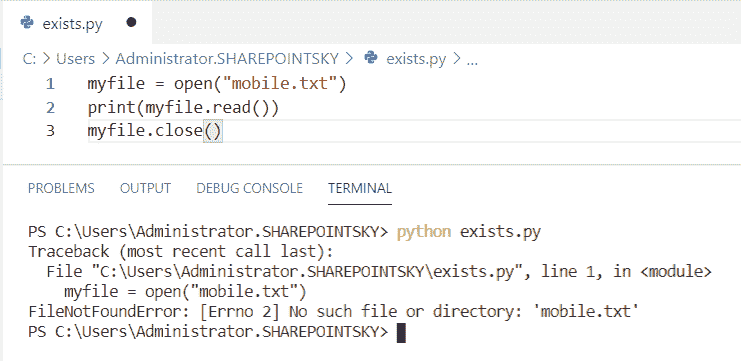 exists.py
C: > Users > Administrator.SHAREPOINTSKY > exists.py > ...
1 myfile = open("mobile.txt")
2 print(myfile.read())
3 myfile.close()
PROBLEMS OUTPUT DEBUG CONSOLE TERMINAL
PS C:\Users\Administrator.SHAREPOINTSKY> python exists.py
Traceback (most recent call last):
  File "C:\Users\Administrator.SHAREPOINTSKY\exists.py", line 1, in <module>
    myfile = open("mobile.txt")
FileNotFoundError: [Errno 2] No such file or directory: 'mobile.txt'
PS C:\Users\Administrator.SHAREPOINTSKY>